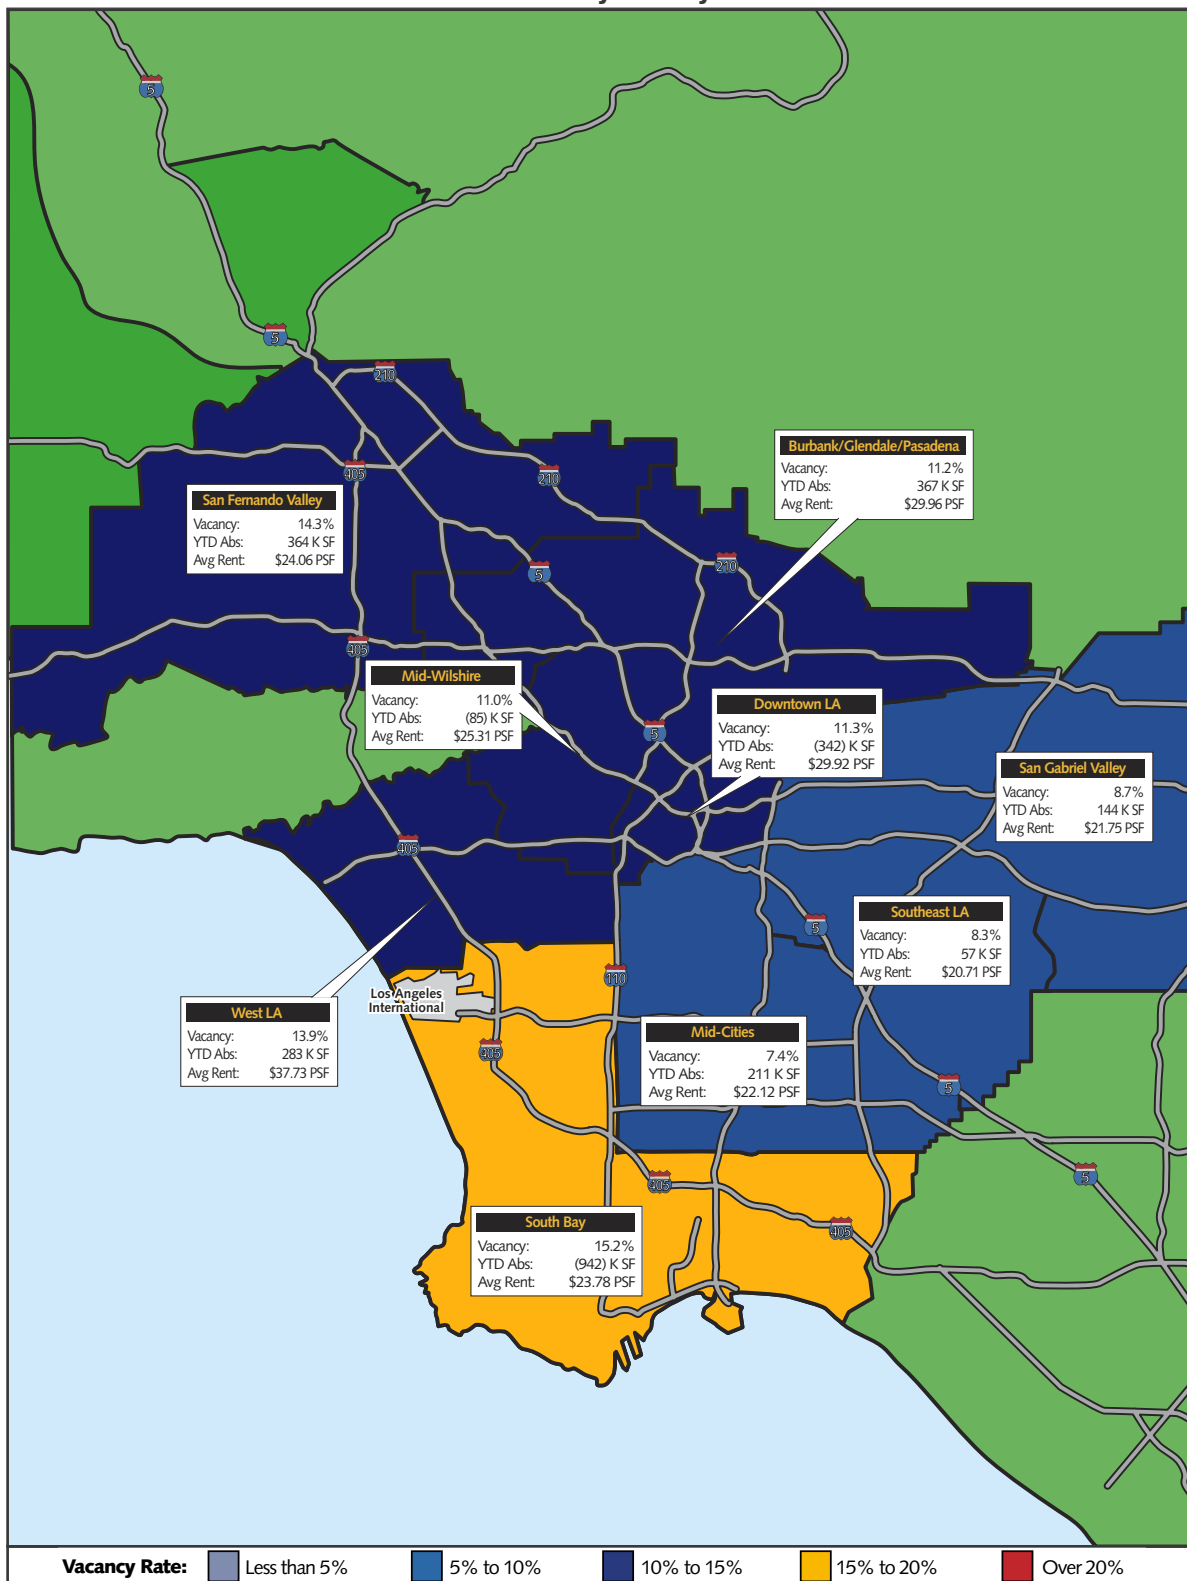 5
5
210
405
210
Burbank/Glendale/Pasadena
Vacancy: 11.2%
YTD Abs: 367 K SF
Avg Rent: $29.96 PSF
San Fernando Valley
Vacancy: 14.3%
YTD Abs: 364 K SF
Avg Rent: $24.06 PSF
5
210
405
Mid-Wilshire
Vacancy: 11.0%
YTD Abs: (85) K SF
Avg Rent: $25.31 PSF
Downtown LA
Vacancy: 11.3%
YTD Abs: (342) K SF
Avg Rent: $29.92 PSF
5
San Gabriel Valley
Vacancy: 8.7%
YTD Abs: 144 K SF
Avg Rent: $21.75 PSF
405
Southeast LA
Vacancy: 8.3%
YTD Abs: 57 K SF
Avg Rent: $20.71 PSF
5
110
Los Angeles
International
West LA
Vacancy: 13.9%
YTD Abs: 283 K SF
Avg Rent: $37.73 PSF
Mid-Cities
Vacancy: 7.4%
YTD Abs: 211 K SF
Avg Rent: $22.12 PSF
405
5
405
5
South Bay
Vacancy: 15.2%
YTD Abs: (942) K SF
Avg Rent: $23.78 PSF
405
Vacancy Rate: Less than 5% 5% to 10% 10% to 15% 15% to 20% Over 20%